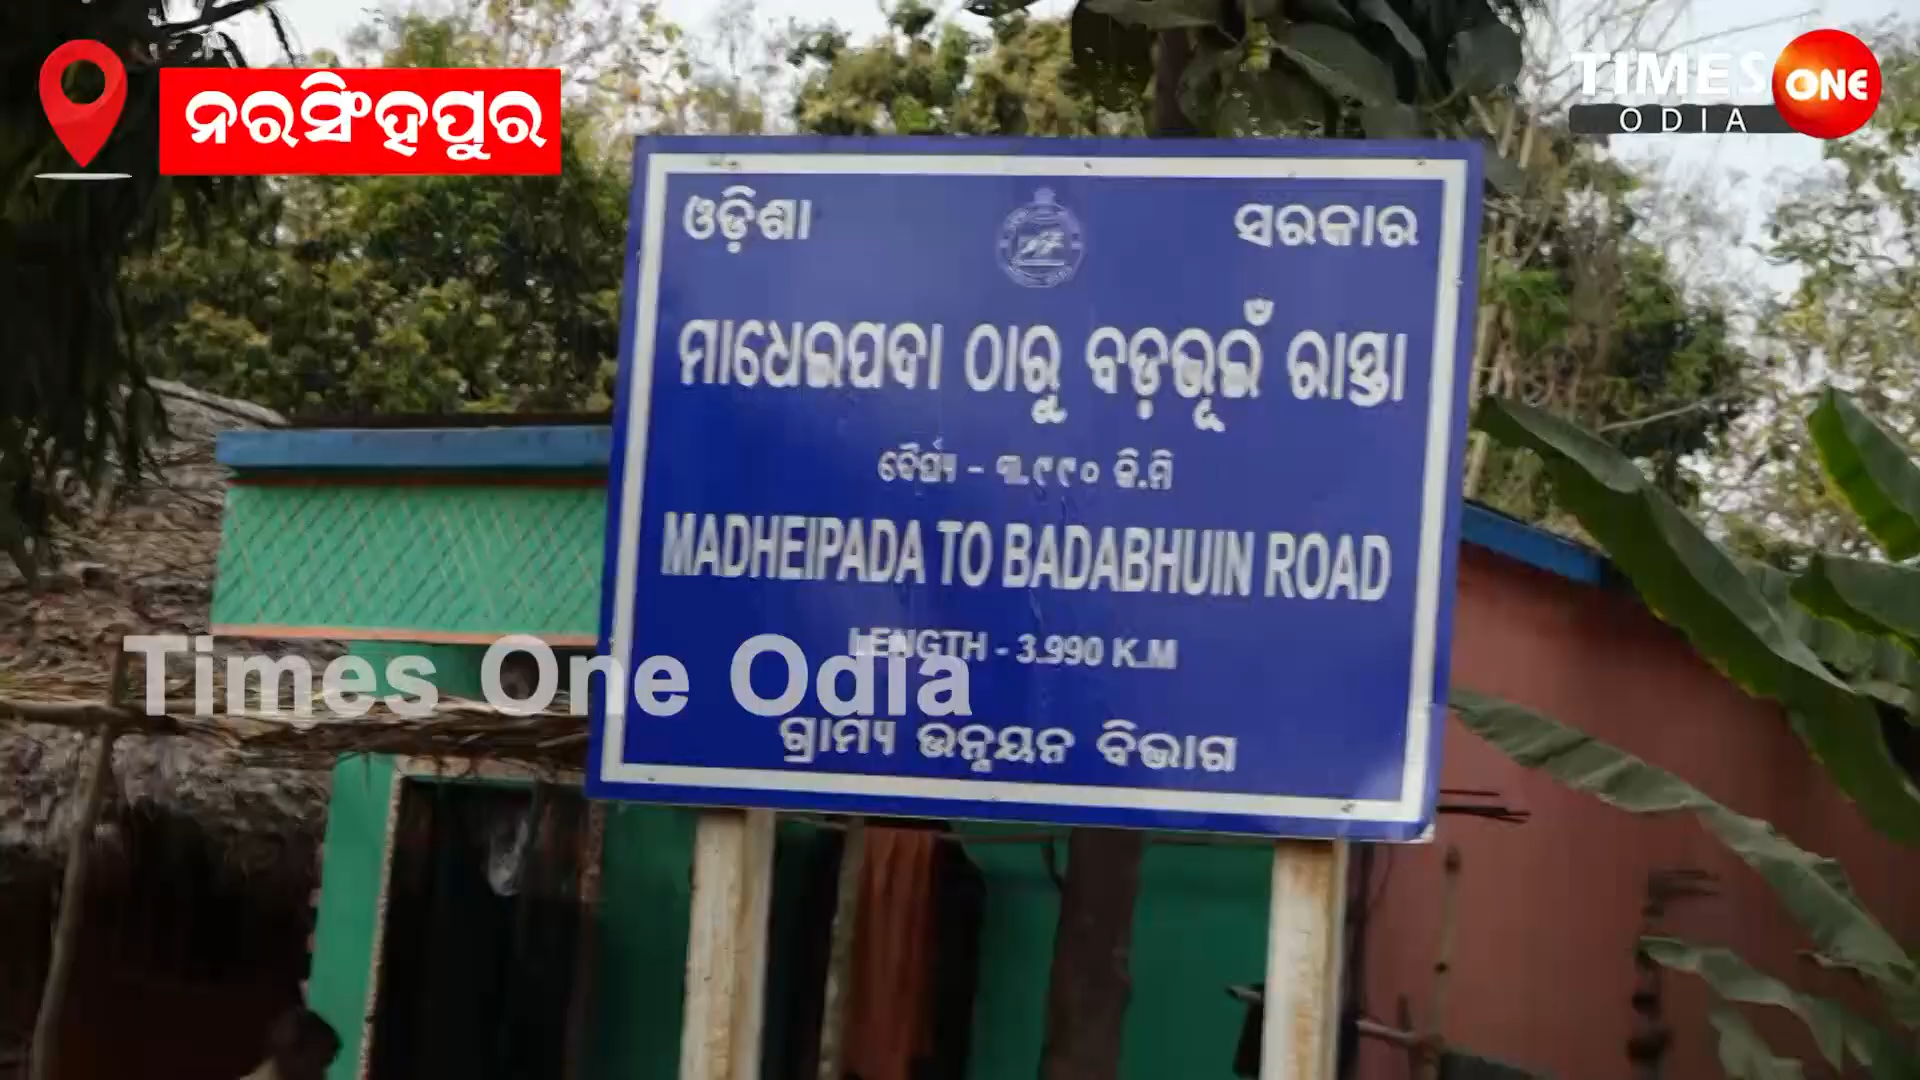 ନରସିଂହପୁର
TIMES ONE
ODIA
ଓଡ଼ିଶା ସରକାର
ମାଧେଇପଦା ଠାରୁ ବଡ଼ଭୂଇଁ ରାସ୍ତା
ଦୈର୍ଘ୍ୟ - ୩.୯୯୦ କି.ମି
MADHEIPADA TO BADABHUIN ROAD
LENGTH - 3.990 K.M
Times One Odia
ଗ୍ରାମ୍ୟ ଉନ୍ନୟନ ବିଭାଗ